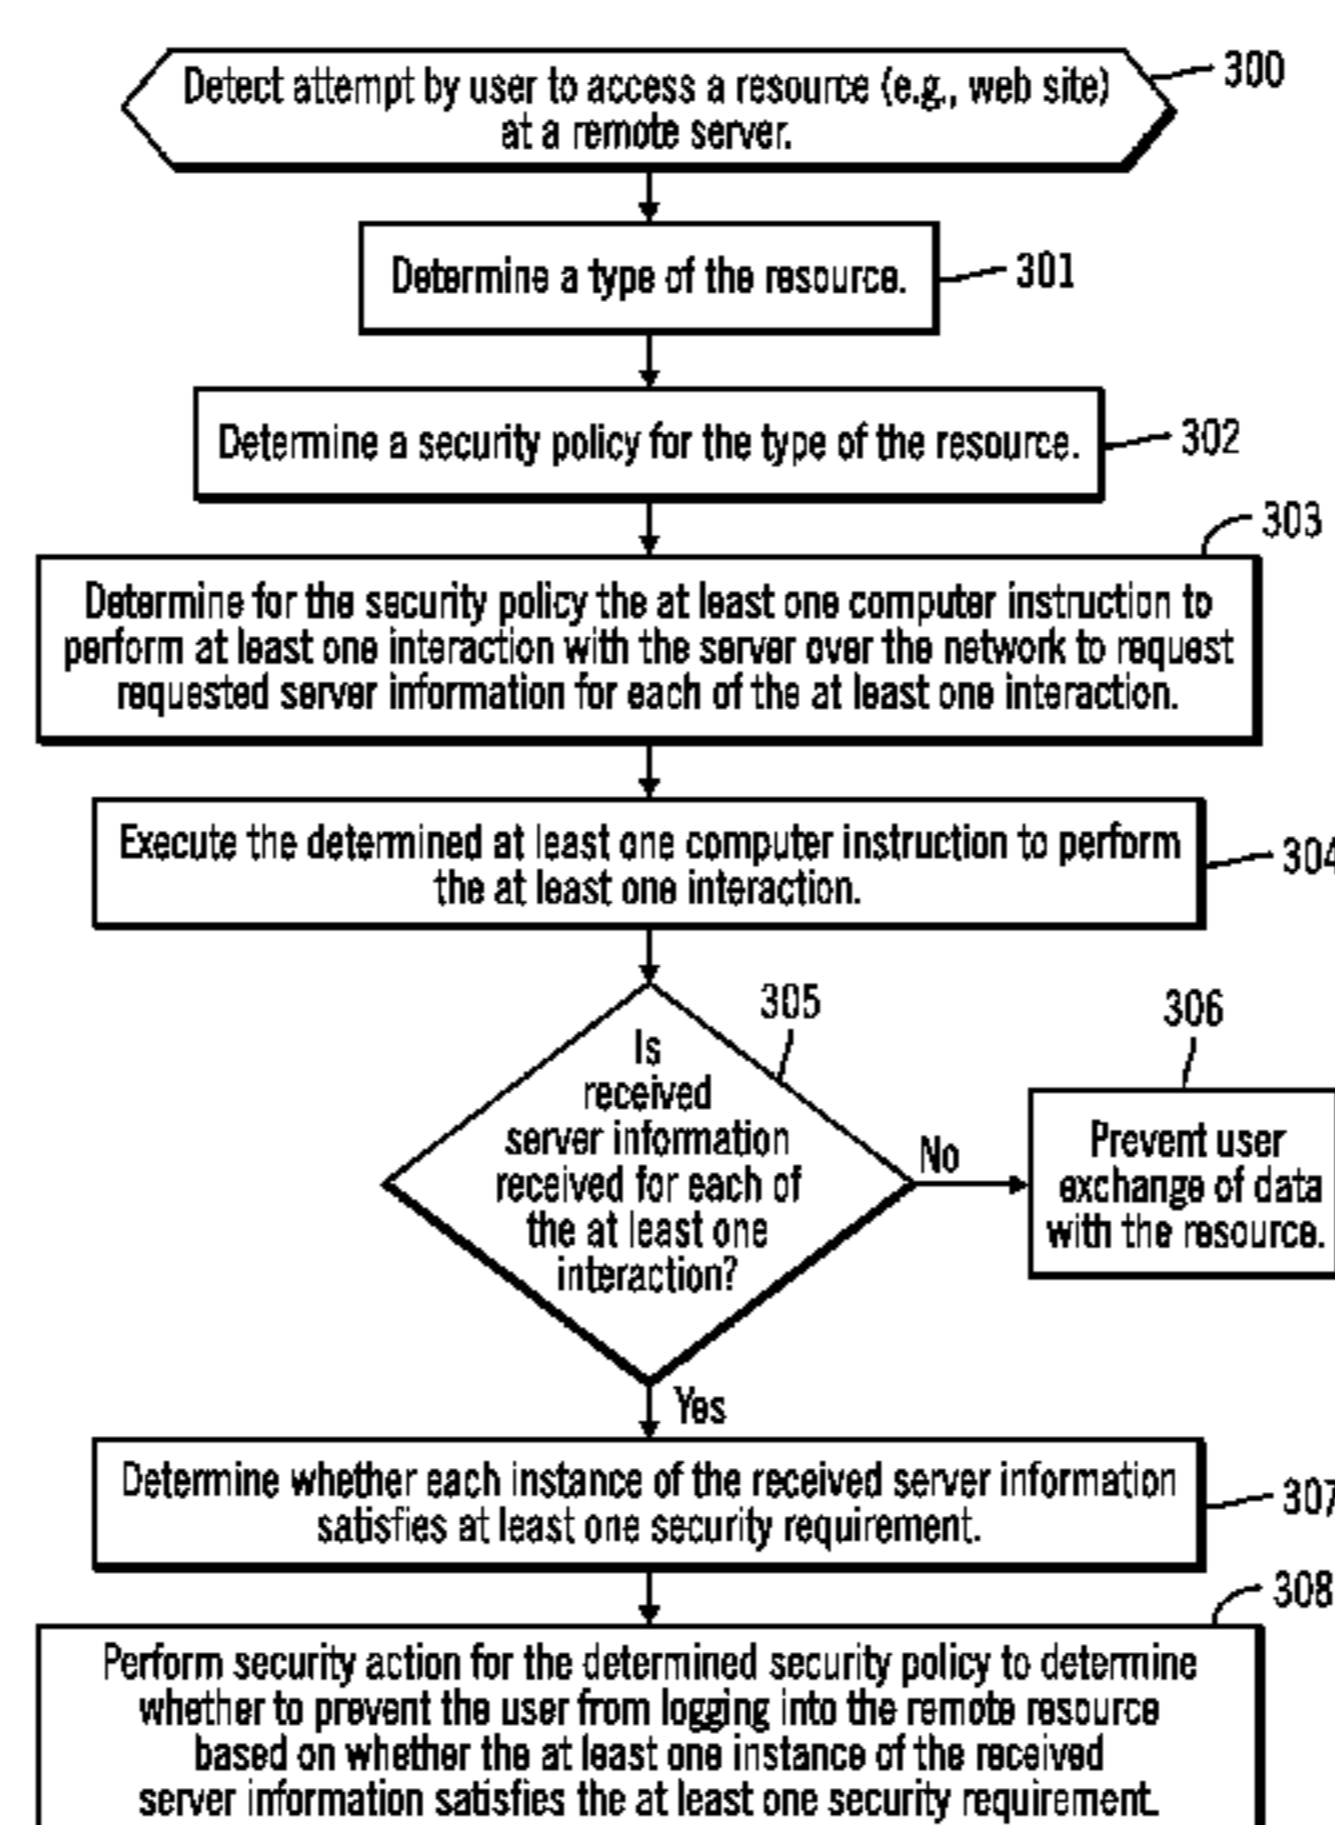 Detect attempt by user to access a resource (e.g., web site)
at a remote server.
300
Determine a type of the resource.
301
Determine a security policy for the type of the resource.
302
303
Determine for the security policy the at least one computer instruction to
perform at least one interaction with the server over the network to request
requested server information for each of the at least one interaction.
Execute the determined at least one computer instruction to perform
the at least one interaction.
304
305
Is
received
server information
received for each of
the at least one
interaction?
No
306
Prevent user
exchange of data
with the resource.
Yes
Determine whether each instance of the received server information
satisfies at least one security requirement.
307
308
Perform security action for the determined security policy to determine
whether to prevent the user from logging into the remote resource
based on whether the at least one instance of the received
server information satisfies the at least one security requirement.